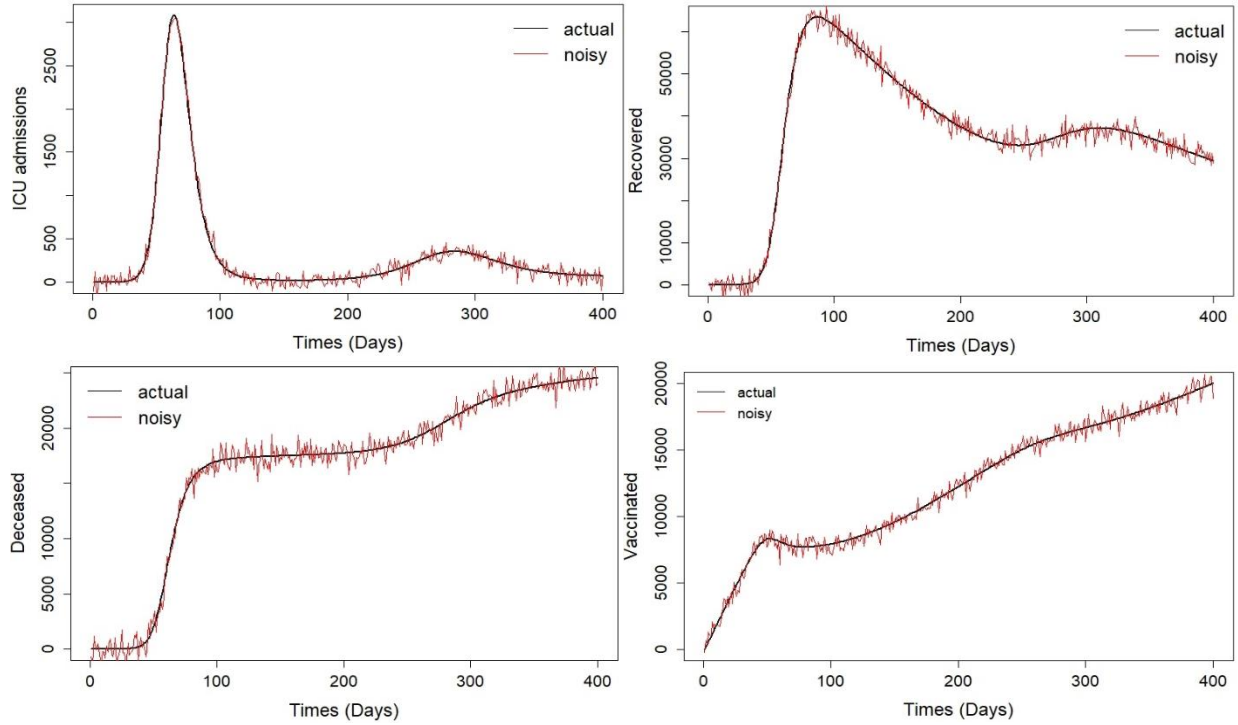 ICU admissions
2500
1500
500
0
actual
noisy
0 100 200 300 400
Times (Days)
Recovered
50000
30000
10000
0
actual
noisy
0 100 200 300 400
Times (Days)
Deceased
20000
10000
5000
0
actual
noisy
0 100 200 300 400
Times (Days)
Vaccinated
20000
15000
10000
5000
0
actual
noisy
0 100 200 300 400
Times (Days)